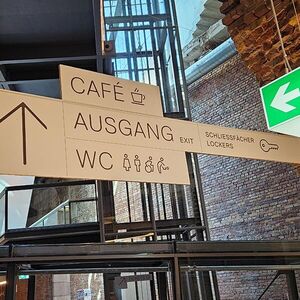 CAFÉ
AUSGANG EXIT
SCHLIESSFÄCHER
LOCKERS
WC